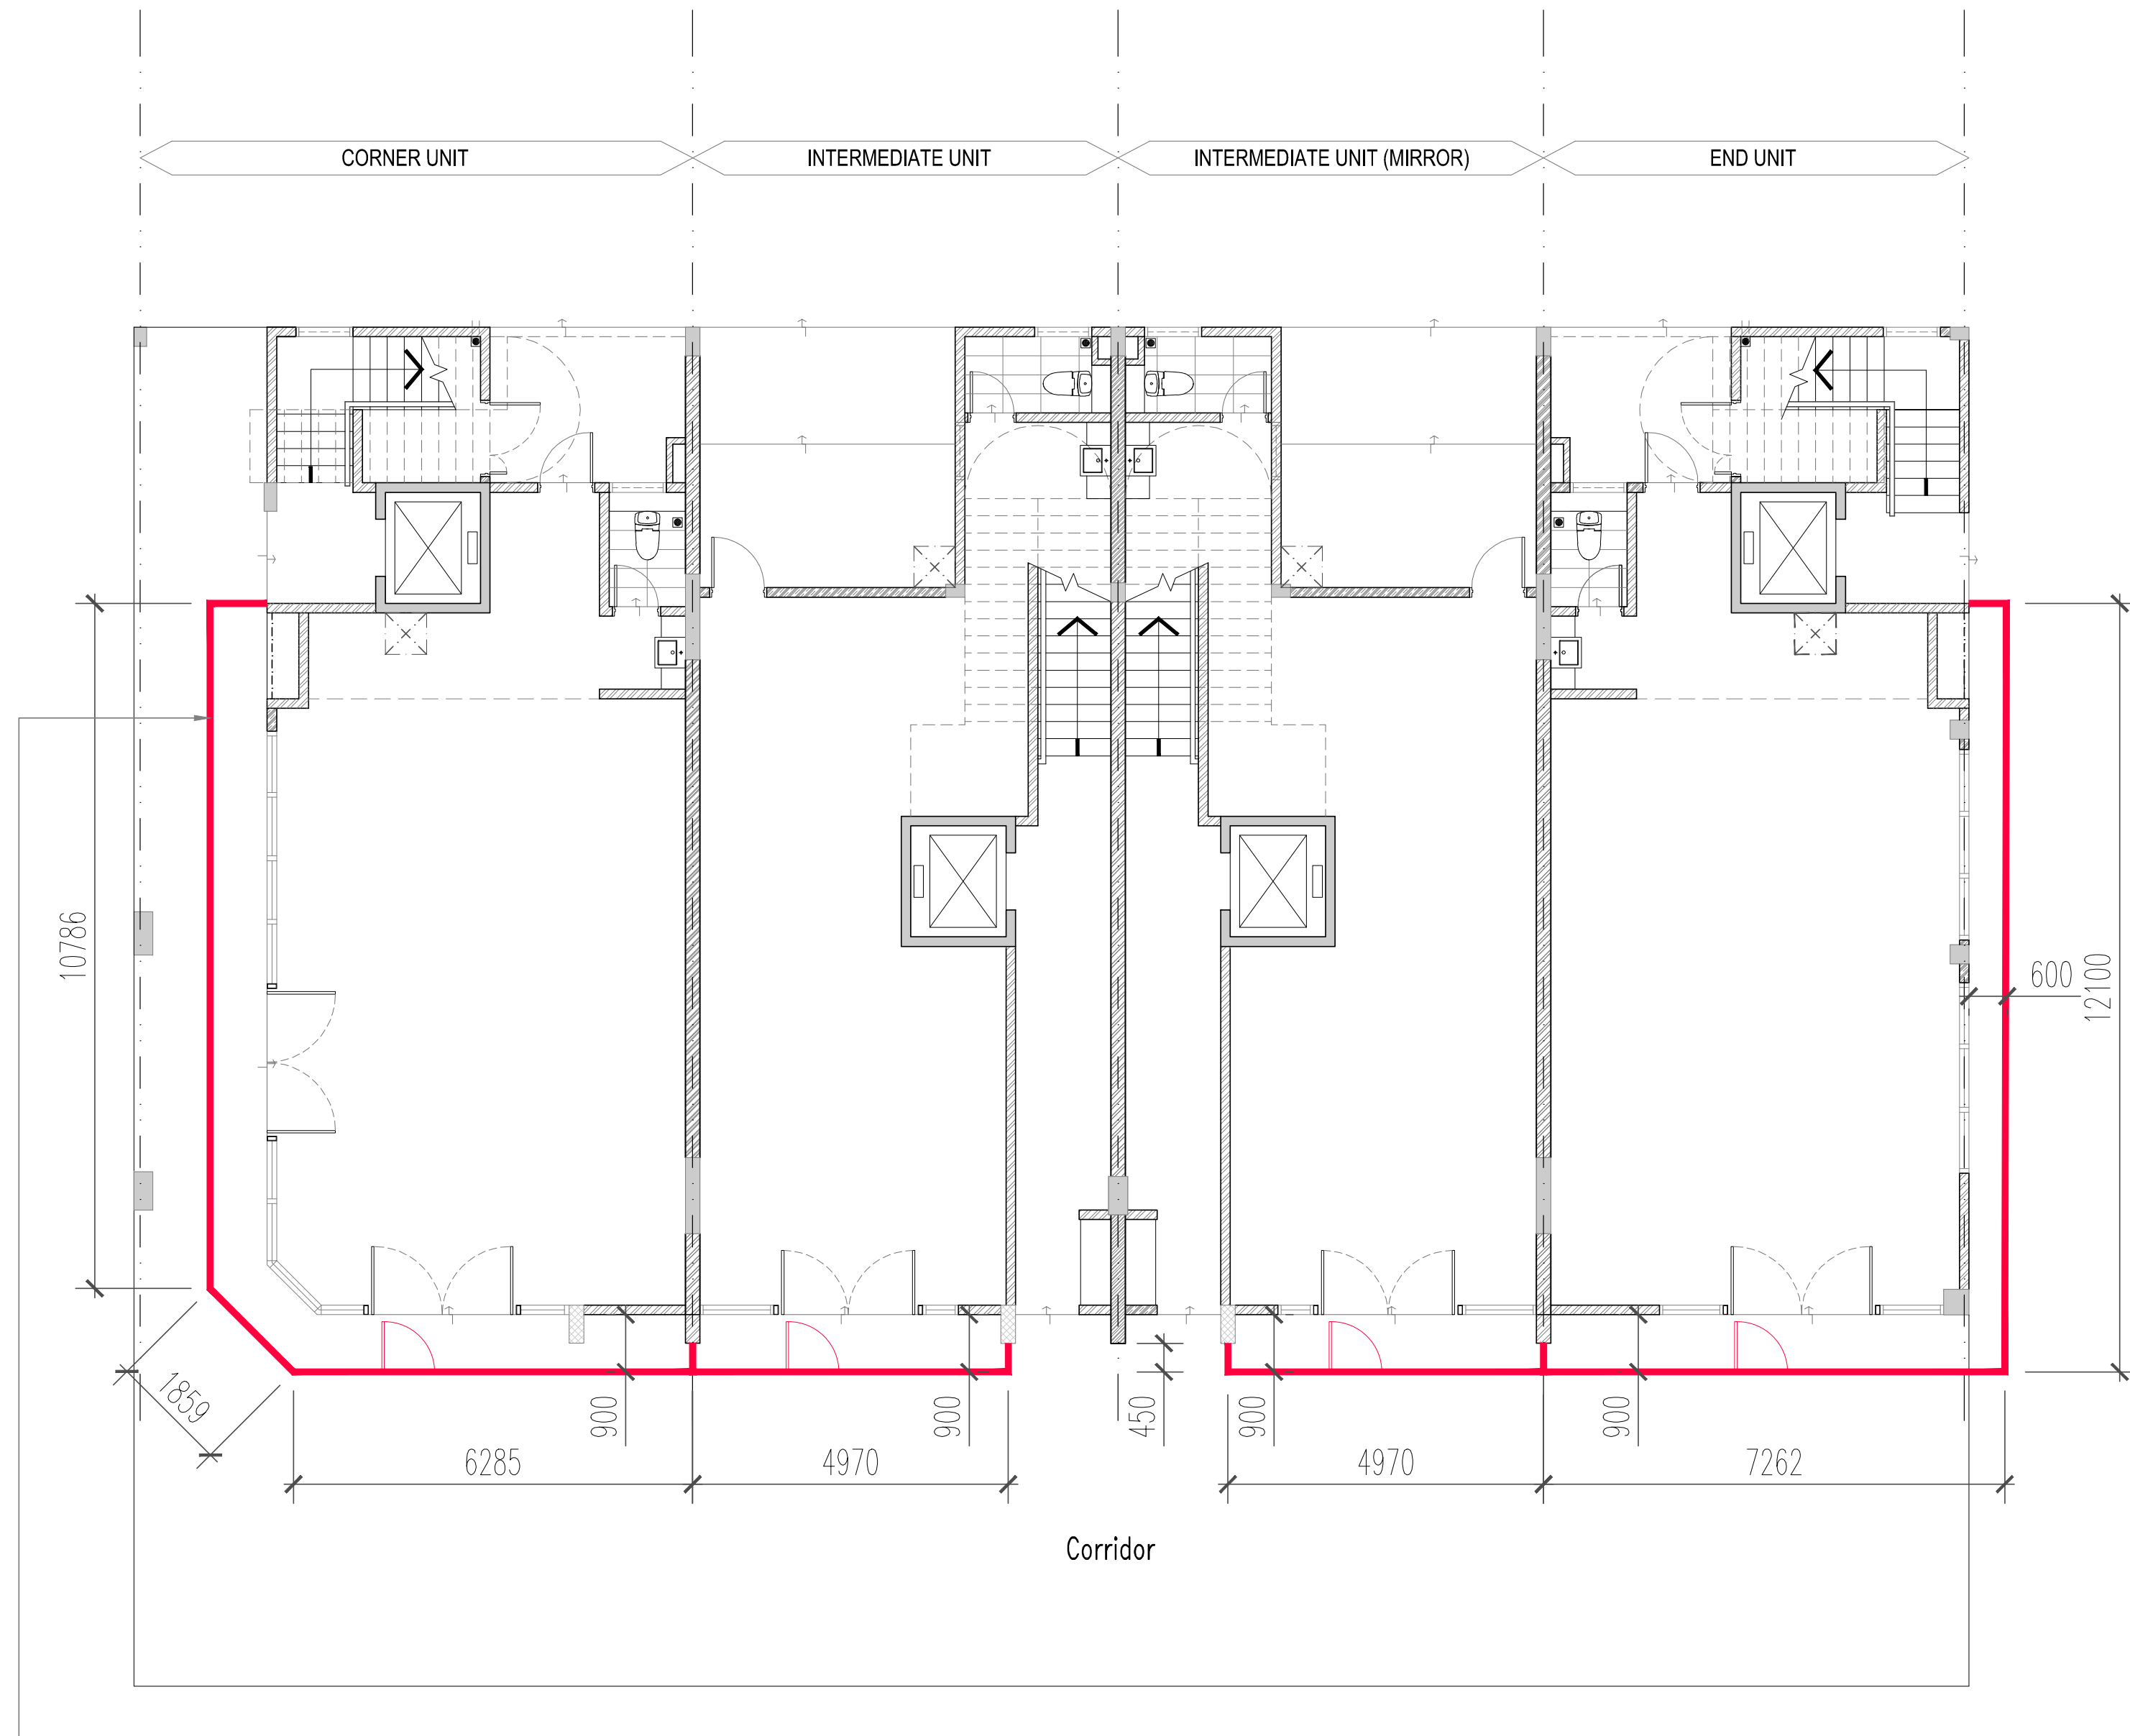 CORNER UNIT
INTERMEDIATE UNIT
INTERMEDIATE UNIT (MIRROR)
END UNIT
10786
600
12100
1859
900
900
450
900
900
6285
4970
4970
7262
Corridor